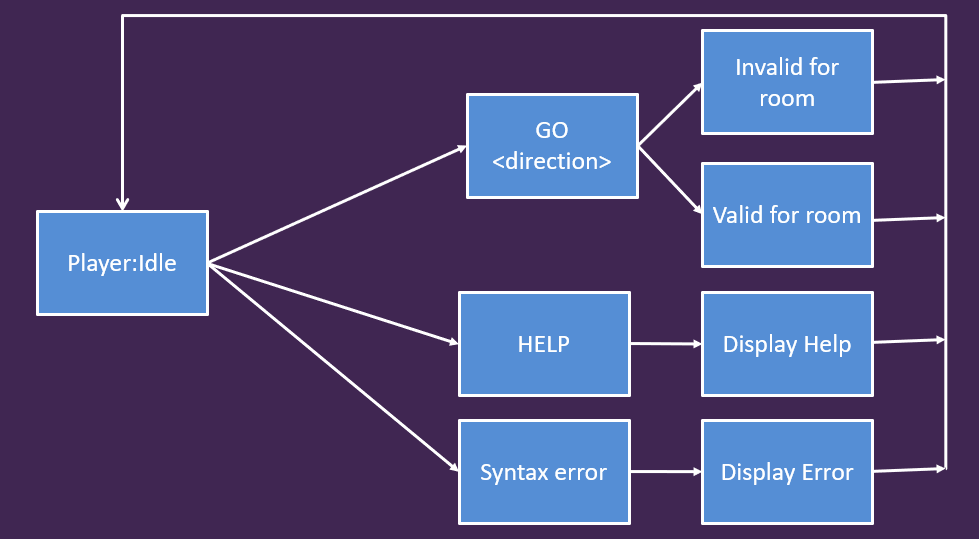 Player:Idle
GO
<direction>
Invalid for
room
Valid for room
HELP
Display Help
Syntax error
Display Error